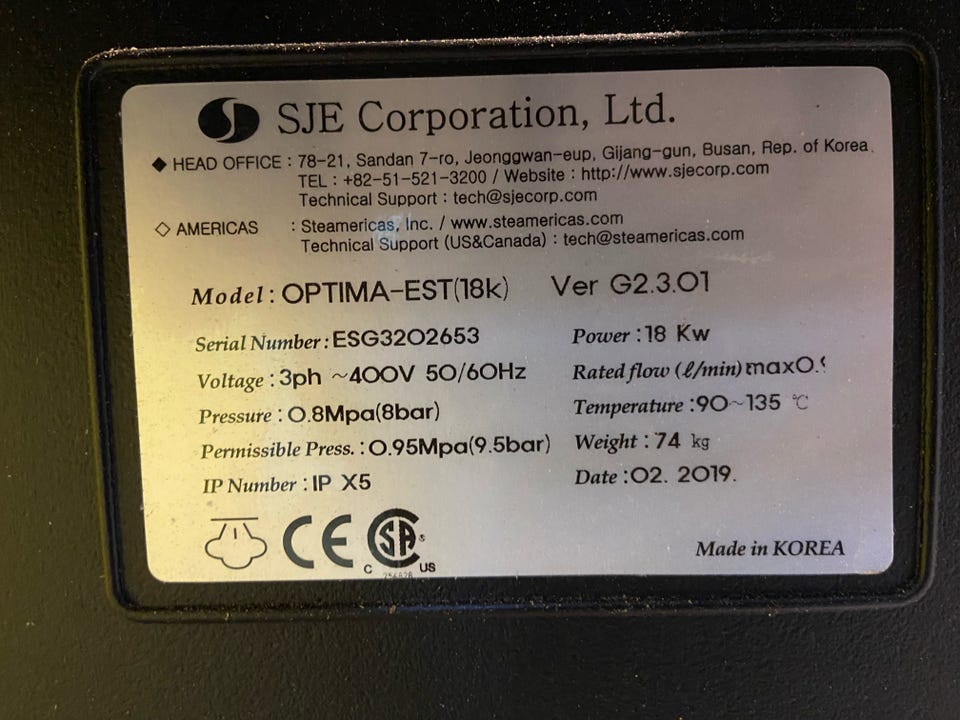 SJE Corporation, Ltd.
◆ HEAD OFFICE : 78-21, Sandan 7-ro, Jeonggwan-eup, Gijang-gun, Busan, Rep. of Korea.
TEL : +82-51-521-3200 / Website : http://www.sjecorp.com
Technical Support : tech@sjecorp.com
◇ AMERICAS : Steamericas, Inc. / www.steamericas.com
Technical Support (US&Canada) : tech@steamericas.com
Model : OPTIMA-EST(18k) Ver G2.3.01
Serial Number : ESG3202653 Power : 18 Kw
Voltage : 3ph ~400V 50/60Hz Rated flow (ℓ/min) max
Pressure : 0.8Mpa(8bar) Temperature : 90~135 ℃
Permissible Press. : 0.95Mpa(9.5bar) Weight : 74 kg
IP Number : IP X5 Date : 02. 2019.
CE C SA ® US
Made in KOREA